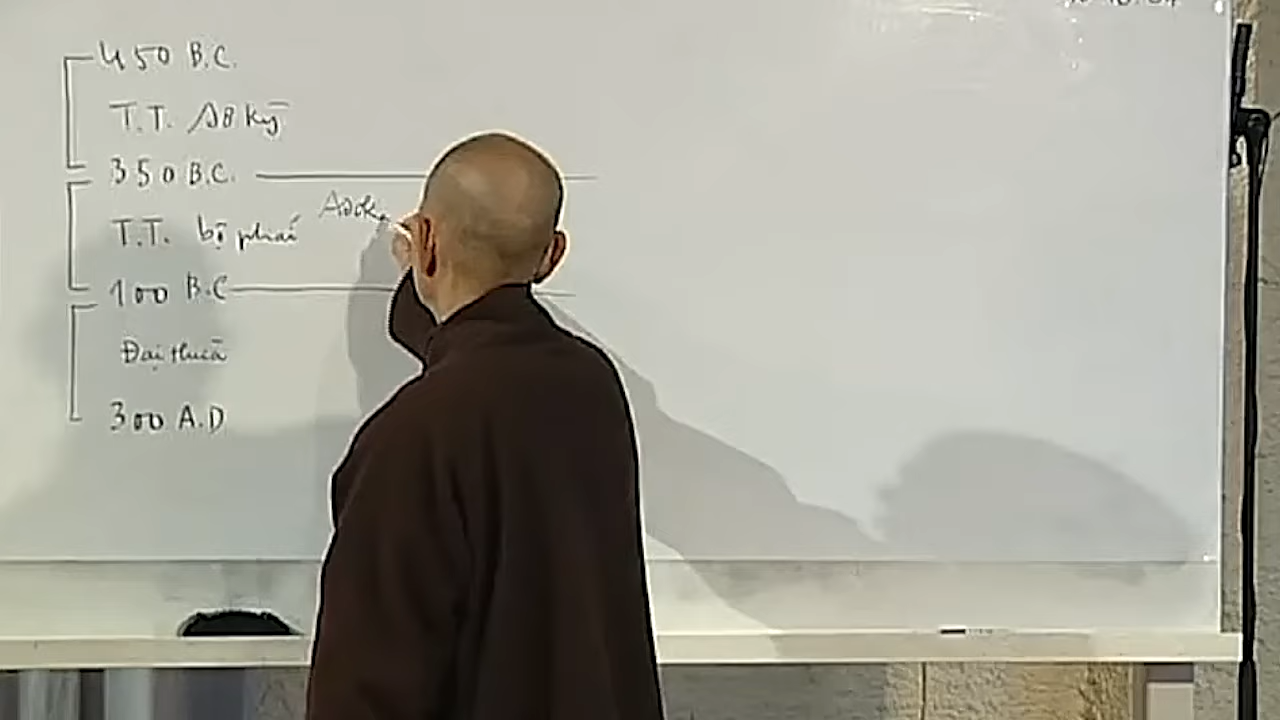 450 B.C.
T.T. Sơ kỳ
350 B.C.
T.T. bộ phái
Asoka
100 B.C
Đại thừa
300 A.D